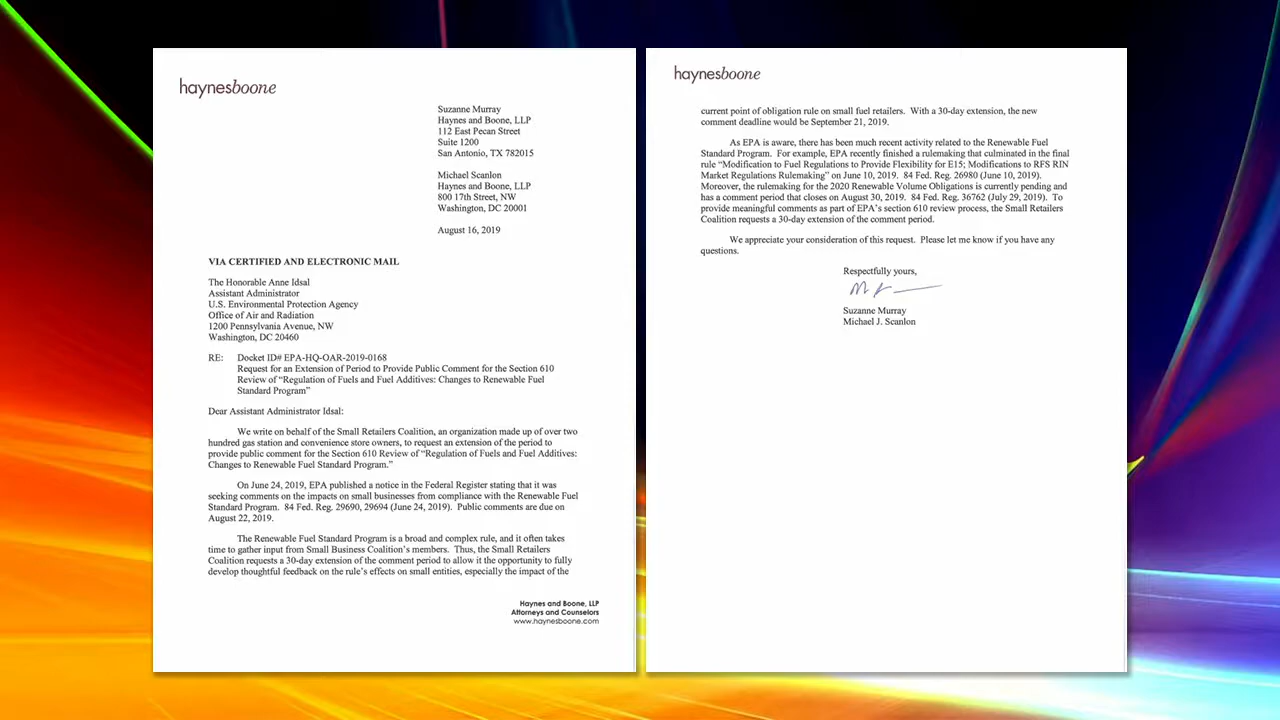 haynesboone
Suzanne Murray
Haynes and Boone, LLP
112 East Pecan Street
Suite 1200
San Antonio, TX 782015
Michael Scanlon
Haynes and Boone, LLP
800 17th Street, NW
Washington, DC 20001
August 16, 2019
VIA CERTIFIED AND ELECTRONIC MAIL
The Honorable Anne Idsal
Assistant Administrator
U.S. Environmental Protection Agency
Office of Air and Radiation
1200 Pennsylvania Avenue, NW
Washington, DC 20460
RE: Docket ID# EPA-HQ-OAR-2019-0168
Request for an Extension of Period to Provide Public Comment for the Section 610
Review of “Regulation of Fuels and Fuel Additives: Changes to Renewable Fuel
Standard Program”
Dear Assistant Administrator Idsal:
We write on behalf of the Small Retailers Coalition, an organization made up of over two
hundred gas station and convenience store owners, to request an extension of the period to
provide public comment for the Section 610 Review of “Regulation of Fuels and Fuel Additives:
Changes to Renewable Fuel Standard Program.”
On June 24, 2019, EPA published a notice in the Federal Register stating that it was
seeking comments on the impacts on small businesses from compliance with the Renewable Fuel
Standard Program. 84 Fed. Reg. 29690, 29694 (June 24, 2019). Public comments are due on
August 22, 2019.
The Renewable Fuel Standard Program is a broad and complex rule, and it often takes
time to gather input from Small Business Coalition’s members. Thus, the Small Retailers
Coalition requests a 30-day extension of the comment period to allow it the opportunity to fully
develop thoughtful feedback on the rule’s effects on small entities, especially the impact of the
Haynes and Boone, LLP
Attorneys and Counselors
www.haynesboone.com
haynesboone
current point of obligation rule on small fuel retailers. With a 30-day extension, the new
comment deadline would be September 21, 2019.
As EPA is aware, there has been much recent activity related to the Renewable Fuel
Standard Program. For example, EPA recently finished a rulemaking that culminated in the final
rule “Modification to Fuel Regulations to Provide Flexibility for E15; Modifications to RFS RIN
Market Regulations Rulemaking” on June 10, 2019. 84 Fed. Reg. 26980 (June 10, 2019).
Moreover, the rulemaking for the 2020 Renewable Volume Obligations is currently pending and
has a comment period that closes on August 30, 2019. 84 Fed. Reg. 36762 (July 29, 2019). To
provide meaningful comments as part of EPA’s section 610 review process, the Small Retailers
Coalition requests a 30-day extension of the comment period.
We appreciate your consideration of this request. Please let me know if you have any
questions.
Respectfully yours,
Suzanne Murray
Michael J. Scanlon